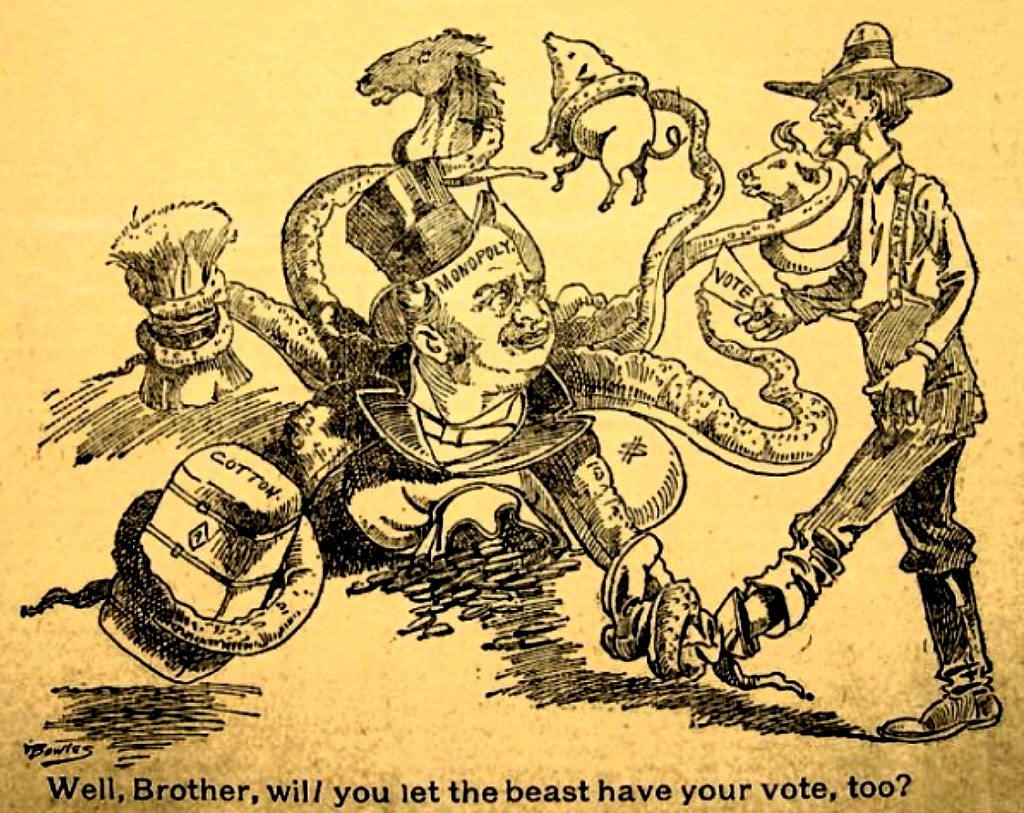 MONOPOLY.
VOTE
COTTON
Bowles
Well, Brother, will you let the beast have your vote, too?